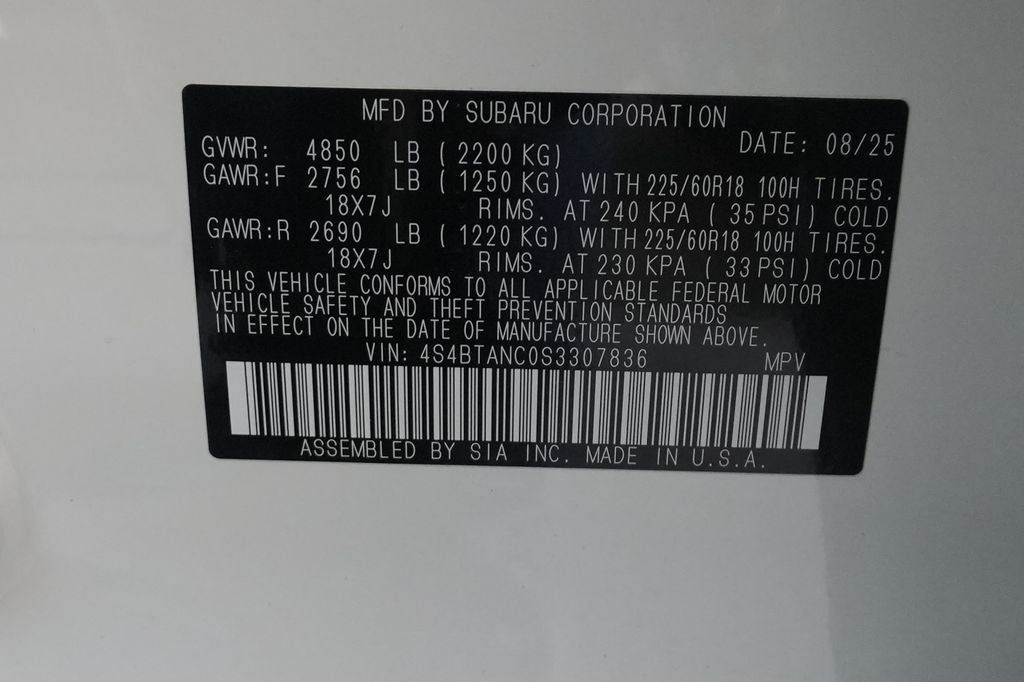 MFD BY SUBARU CORPORATION
DATE: 08/25
GVWR: 4850 LB (2200 KG)
GAWR:F 2756 LB (1250 KG) WITH 225/60R18 100H TIRES.
18X7J RIMS. AT 240 KPA (35 PSI) COLD
GAWR:R 2690 LB (1220 KG) WITH 225/60R18 100H TIRES.
18X7J RIMS. AT 230 KPA (33 PSI) COLD
THIS VEHICLE CONFORMS TO ALL APPLICABLE FEDERAL MOTOR
VEHICLE SAFETY AND THEFT PREVENTION STANDARDS
IN EFFECT ON THE DATE OF MANUFACTURE SHOWN ABOVE.
VIN: 4S4BTANC0S3307836 MPV
ASSEMBLED BY SIA INC. MADE IN U.S.A.